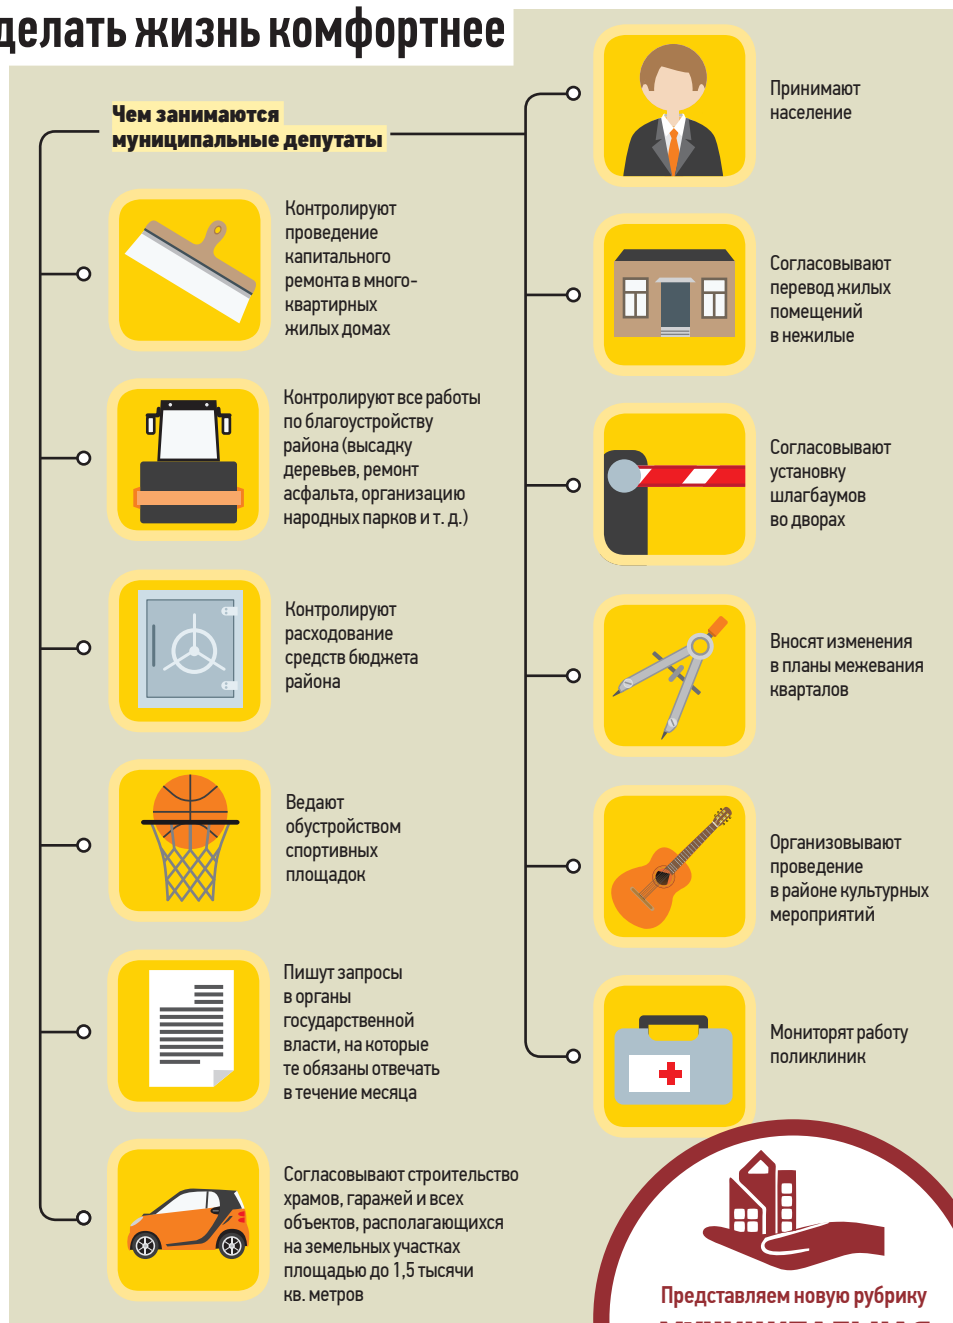 делать жизнь комфортнее
Чем занимаются
муниципальные депутаты
Контролируют
проведение
капитального
ремонта в много-
квартирных
жилых домах
Контролируют все работы
по благоустройству
района (высадку
деревьев, ремонт
асфальта, организацию
народных парков и т. д.)
Контролируют
расходование
средств бюджета
района
Ведают
обустройством
спортивных
площадок
Пишут запросы
в органы
государственной
власти, на которые
те обязаны отвечать
в течение месяца
Согласовывают строительство
храмов, гаражей и всех
объектов, располагающихся
на земельных участках
площадью до 1,5 тысячи
кв. метров
Принимают
население
Согласовывают
перевод жилых
помещений
в нежилые
Согласовывают
установку
шлагбаумов
во дворах
Вносят изменения
в планы межевания
кварталов
Организовывают
проведение
в районе культурных
мероприятий
Мониторят работу
поликлиник
Представляем новую рубрику